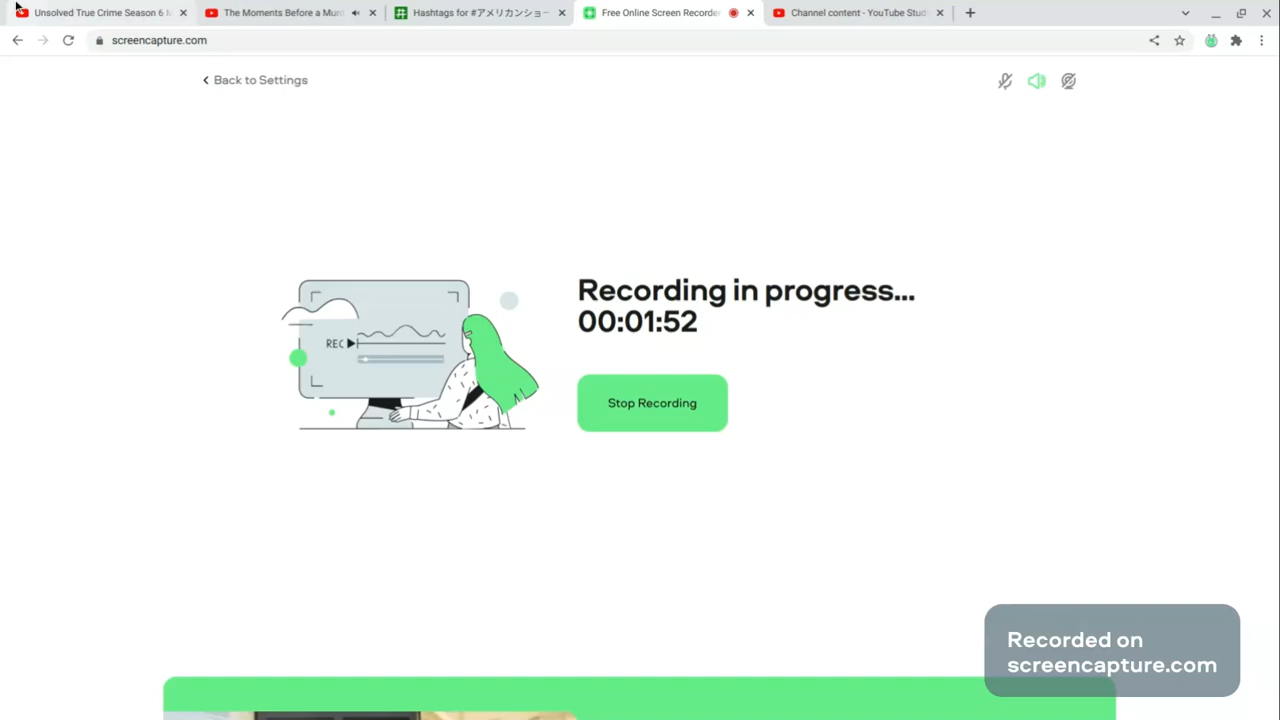 Unsolved True Crime Season 6
The Moments Before a Mur
Hashtags for #アメリカンショー
Free Online Screen Recorder
Channel content - YouTube Stud
screencapture.com
Back to Settings
Recording in progress...
00:01:52
REC
Stop Recording
Recorded on
screencapture.com